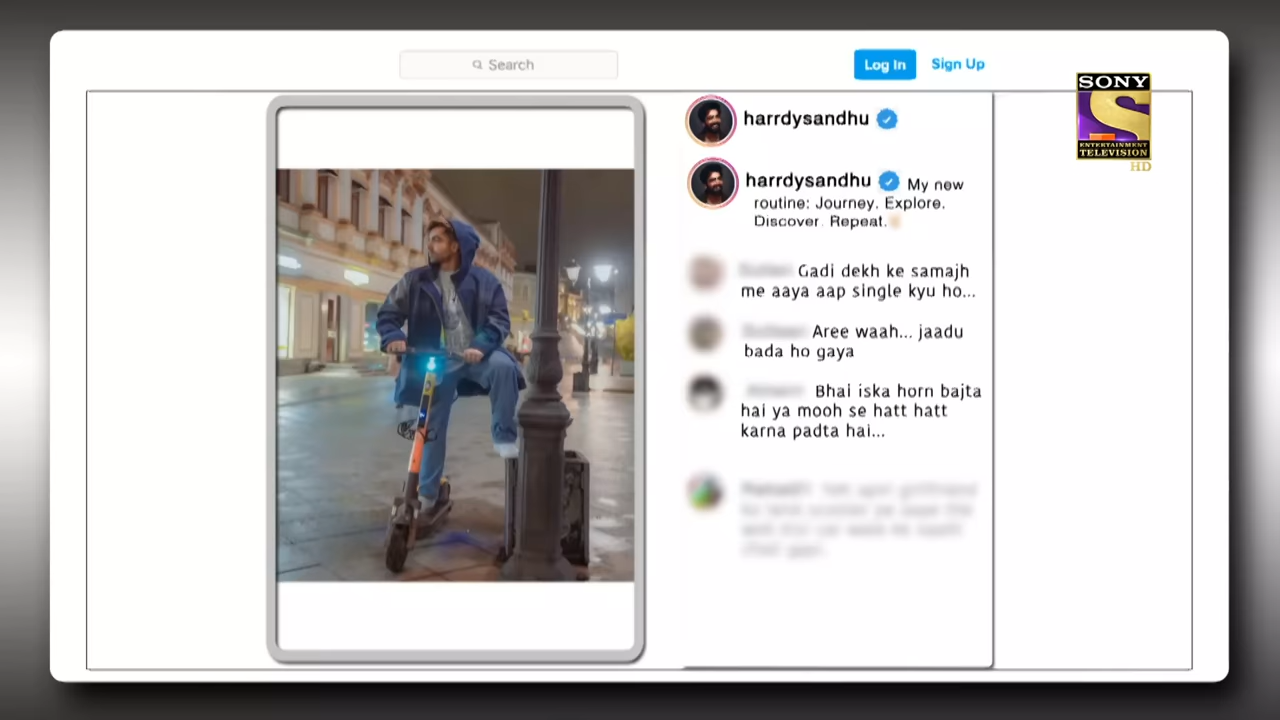 Search
Log In
Sign Up
SONY
ENTERTAINMENT
TELEVISION
HD
harrdysandhu
harrdysandhu My new
routine: Journey. Explore.
Discover. Repeat.
Gadi dekh ke samajh
me aaya aap single kyu ho...
Aree waah... jaadu
bada ho gaya
Bhai iska horn bajta
hai ya mooh se hatt hatt
karna padta hai...